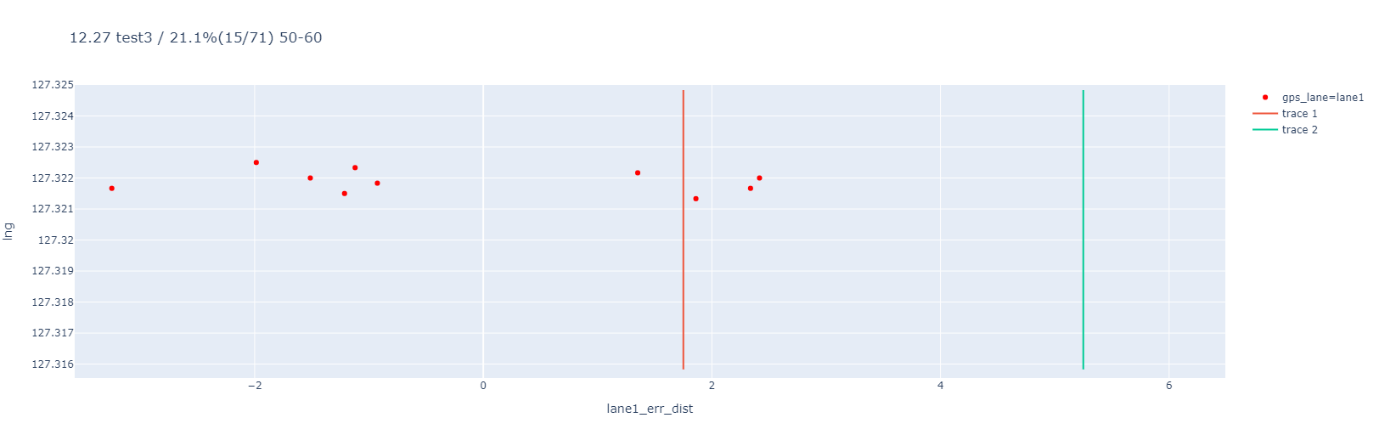 12.27 test3 / 21.1%(15/71) 50-60
127.325
127.324
127.323
127.322
127.321
127.32
127.319
127.318
127.317
127.316
lng
−2
0
2
4
6
lane1_err_dist
gps_lane=lane1
trace 1
trace 2